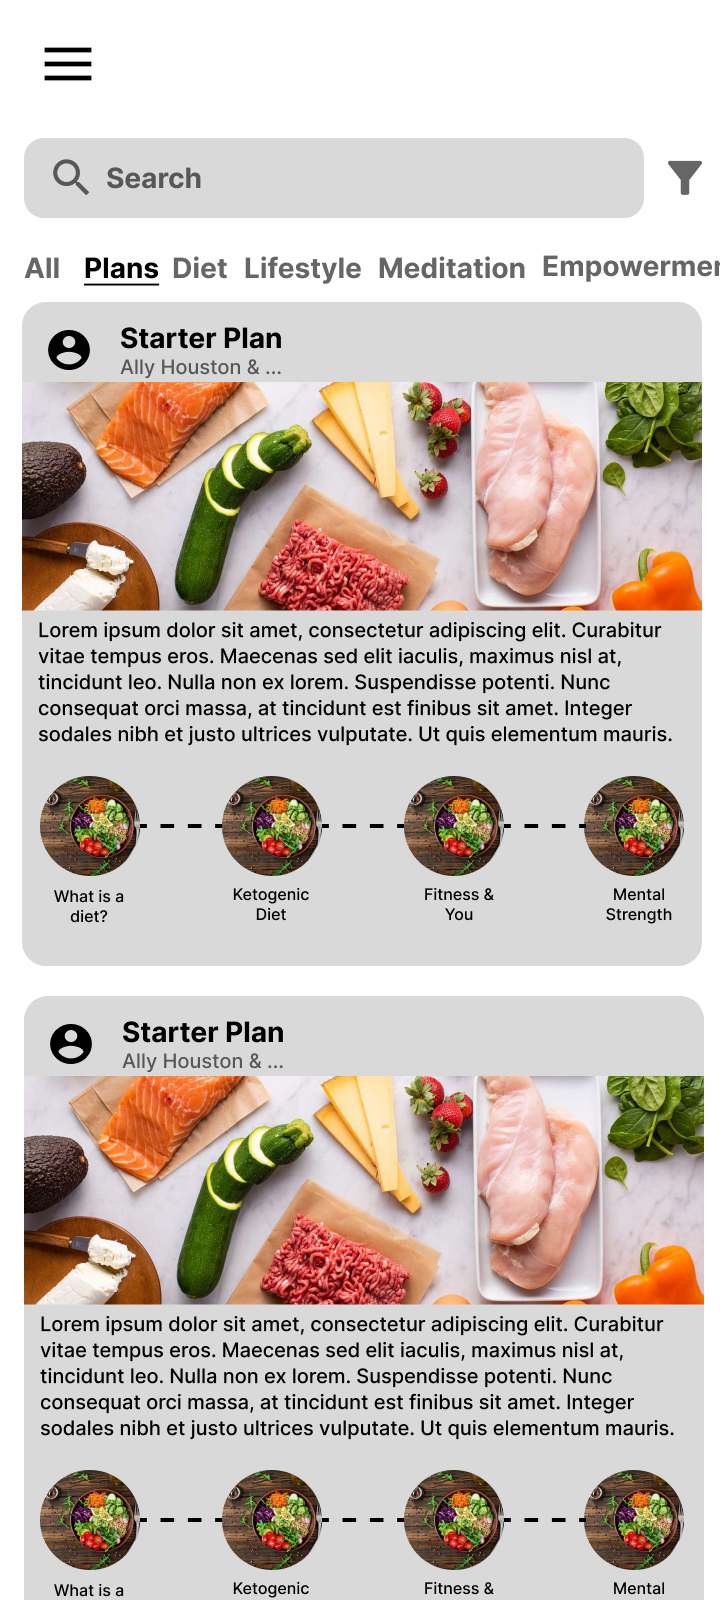 Search
All Plans Diet Lifestyle Meditation Empowermen
Starter Plan
Ally Houston & ...
Lorem ipsum dolor sit amet, consectetur adipiscing elit. Curabitur
vitae tempus eros. Maecenas sed elit iaculis, maximus nisl at,
tincidunt leo. Nulla non ex lorem. Suspendisse potenti. Nunc
consequat orci massa, at tincidunt est finibus sit amet. Integer
sodales nibh et justo ultrices vulputate. Ut quis elementum mauris.
What is a
diet?
Ketogenic
Diet
Fitness &
You
Mental
Strength
Starter Plan
Ally Houston & ...
Lorem ipsum dolor sit amet, consectetur adipiscing elit. Curabitur
vitae tempus eros. Maecenas sed elit iaculis, maximus nisl at,
tincidunt leo. Nulla non ex lorem. Suspendisse potenti. Nunc
consequat orci massa, at tincidunt est finibus sit amet. Integer
sodales nibh et justo ultrices vulputate. Ut quis elementum mauris.
What is a
Ketogenic
Fitness &
Mental